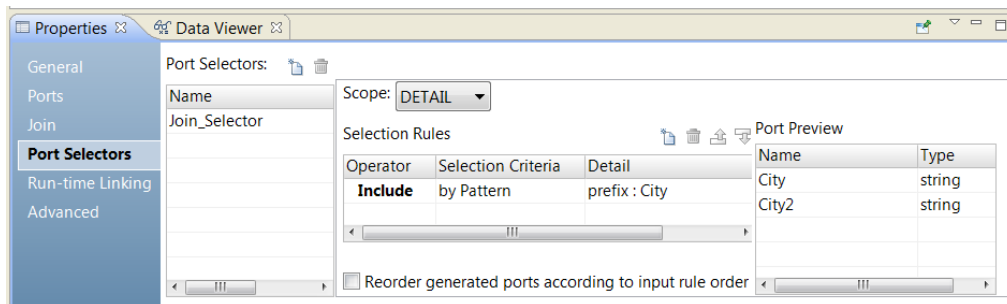 Properties Data Viewer
General
Ports
Join
Port Selectors
Run-time Linking
Advanced
Port Selectors:
Name
Join_Selector
Scope: DETAIL
Selection Rules
Operator Selection Criteria Detail
Include by Pattern prefix : City
Reorder generated ports according to input rule order
Port Preview
Name Type
City string
City2 string